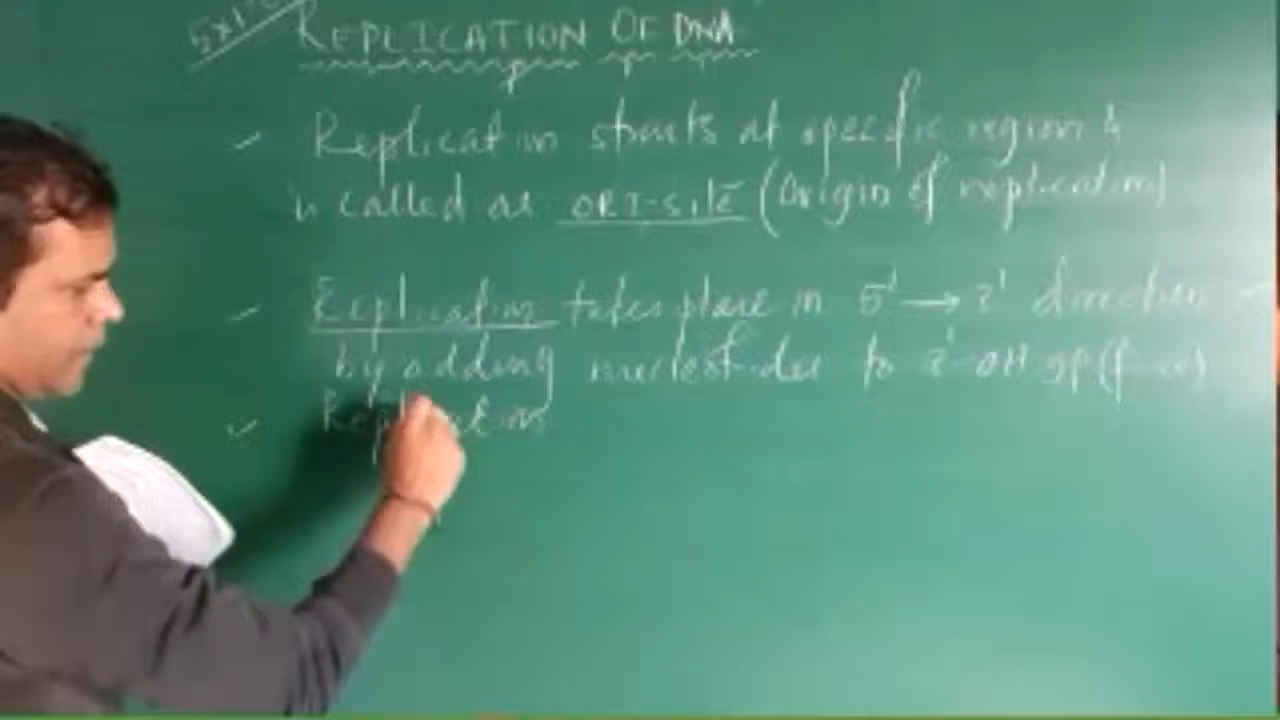 REPLICATION OF DNA
Replication starts at specific region &
is called as ORI-SITE (Origin of replication)
Replication takes place in 5' → 3' direction
by adding nucleotides to 3'-OH gp
Replication